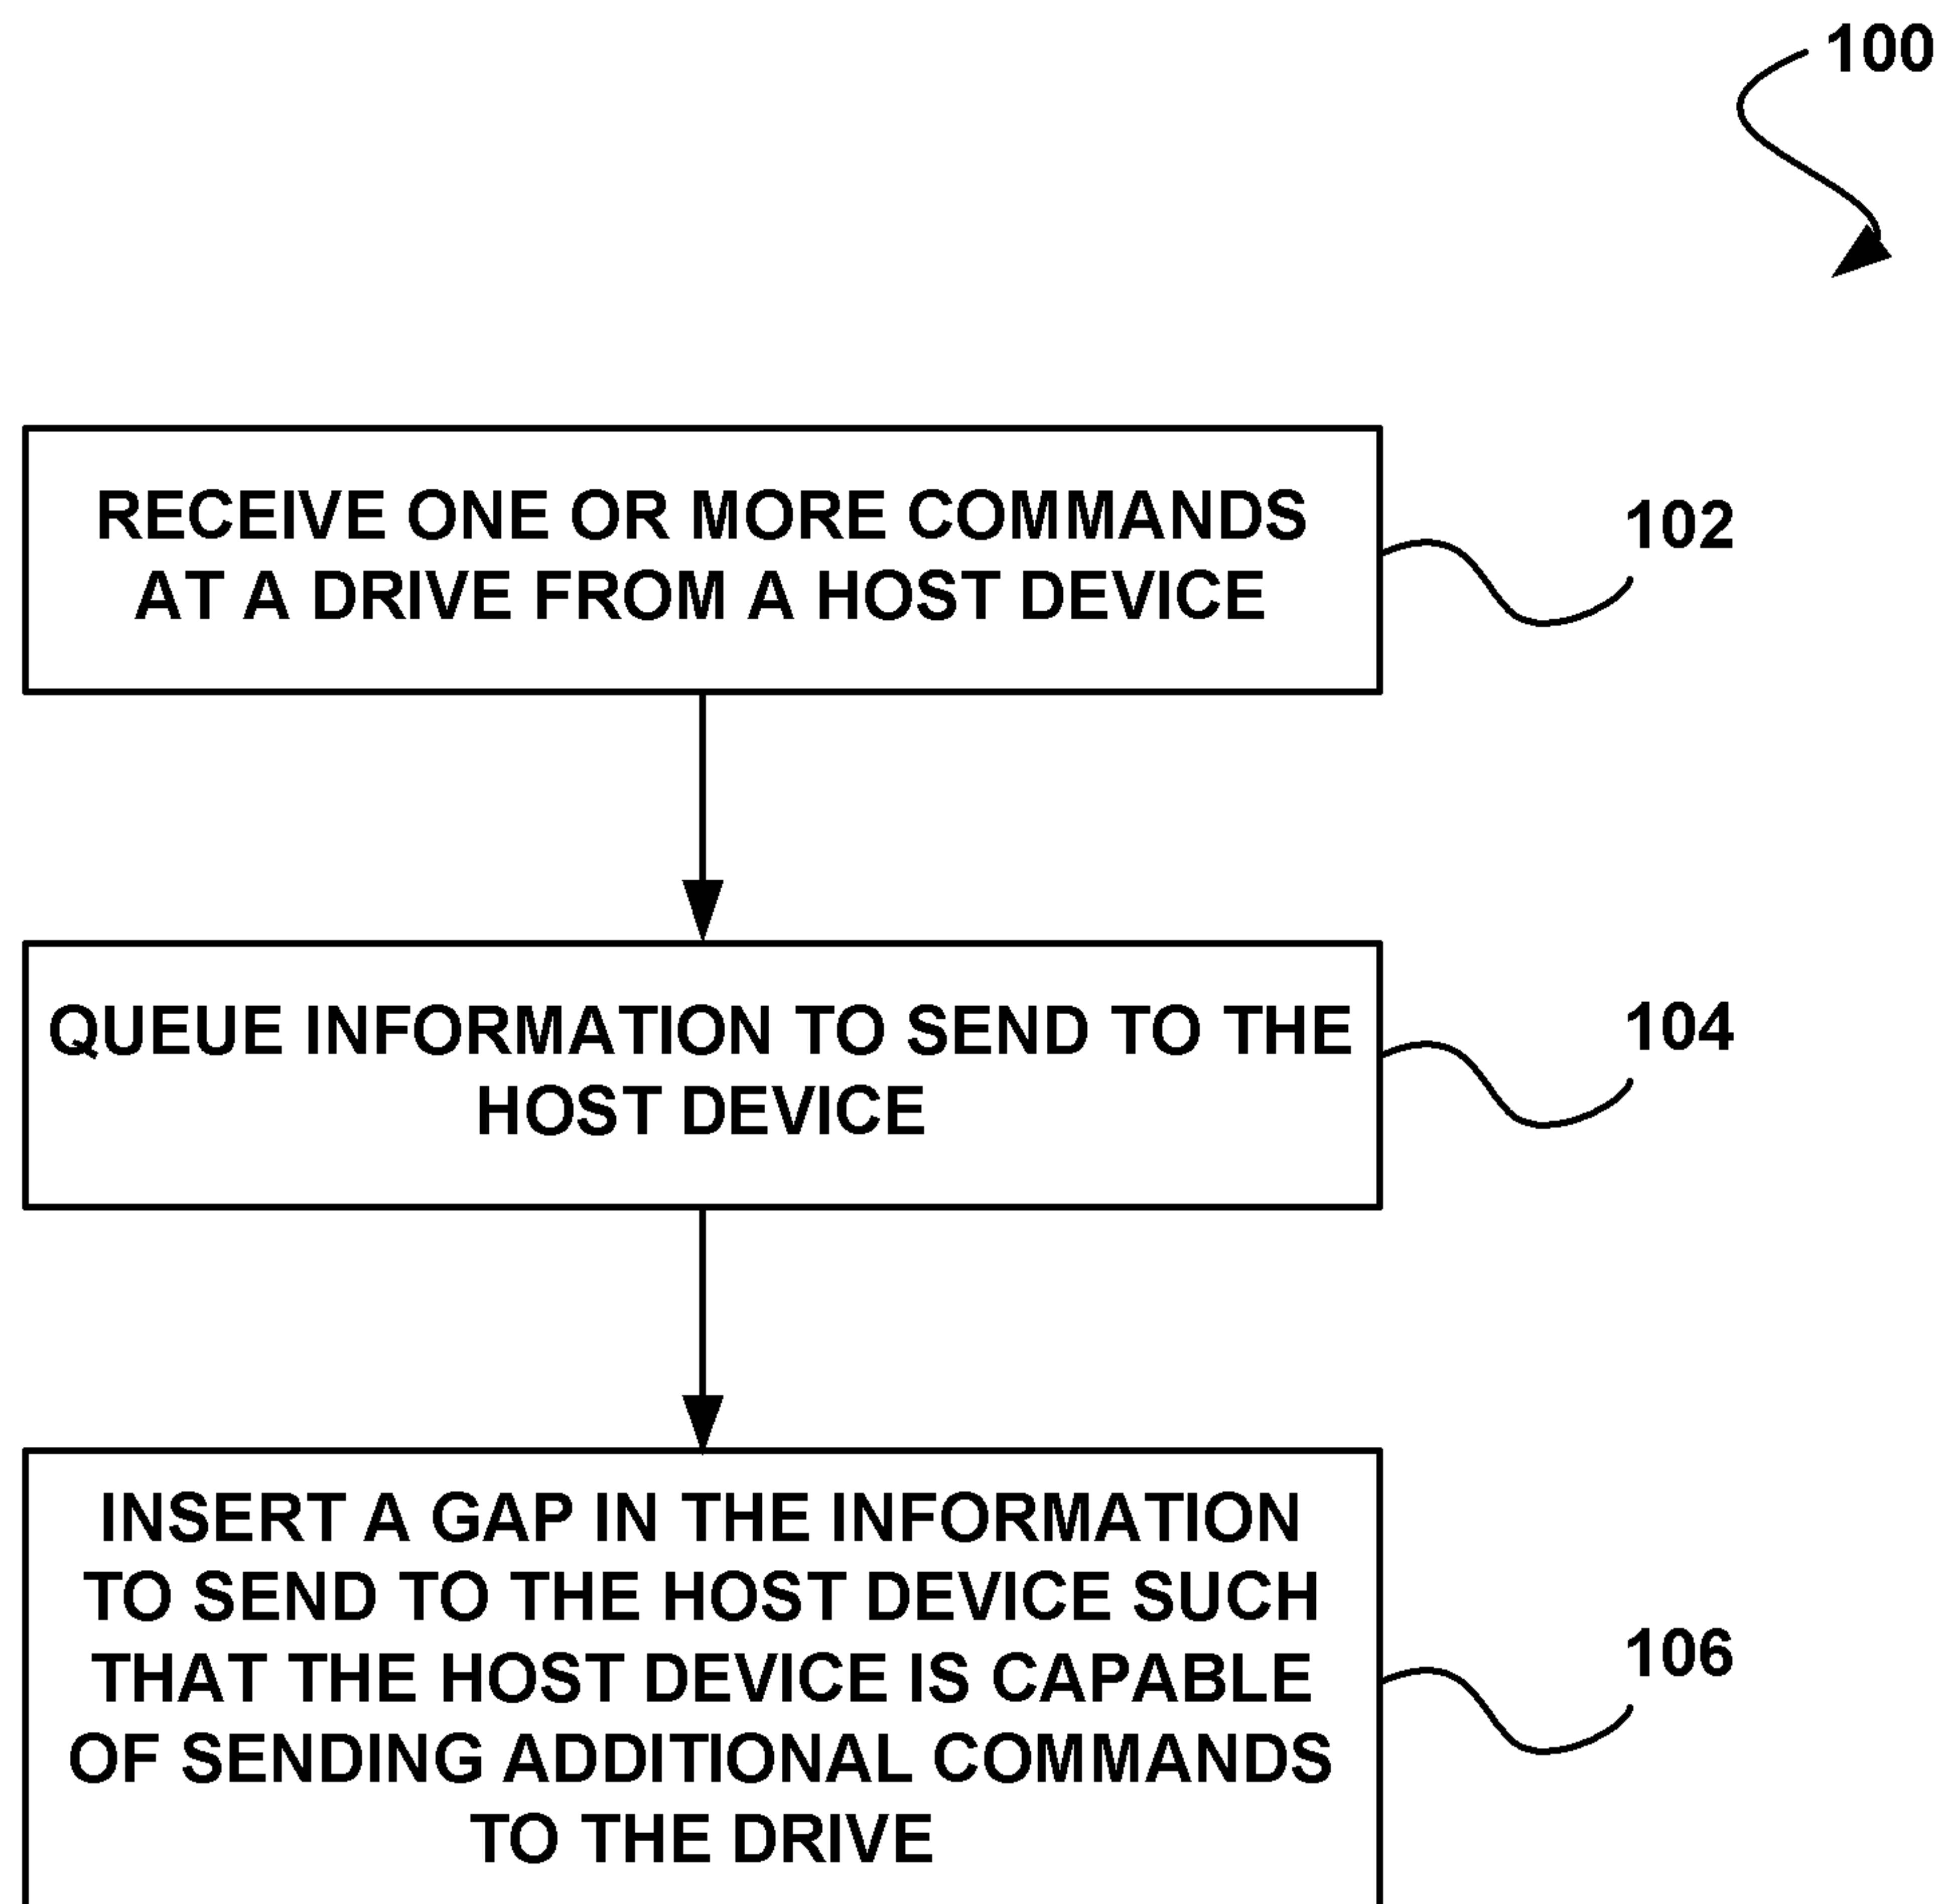 100
RECEIVE ONE OR MORE COMMANDS
AT A DRIVE FROM A HOST DEVICE
102
QUEUE INFORMATION TO SEND TO THE
HOST DEVICE
104
INSERT A GAP IN THE INFORMATION
TO SEND TO THE HOST DEVICE SUCH
THAT THE HOST DEVICE IS CAPABLE
OF SENDING ADDITIONAL COMMANDS
TO THE DRIVE
106